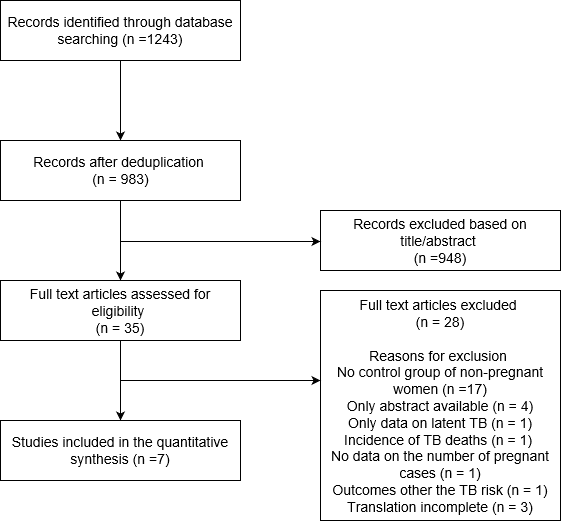 Records identified through database
searching (n =1243)
Records after deduplication
(n = 983)
Records excluded based on
title/abstract
(n =948)
Full text articles assessed for
eligibility
(n = 35)
Full text articles excluded
(n = 28)
Reasons for exclusion
No control group of non-pregnant
women (n =17)
Only abstract available (n = 4)
Only data on latent TB (n = 1)
Incidence of TB deaths (n = 1)
No data on the number of pregnant
cases (n = 1)
Outcomes other the TB risk (n = 1)
Translation incomplete (n = 3)
Studies included in the quantitative
synthesis (n =7)